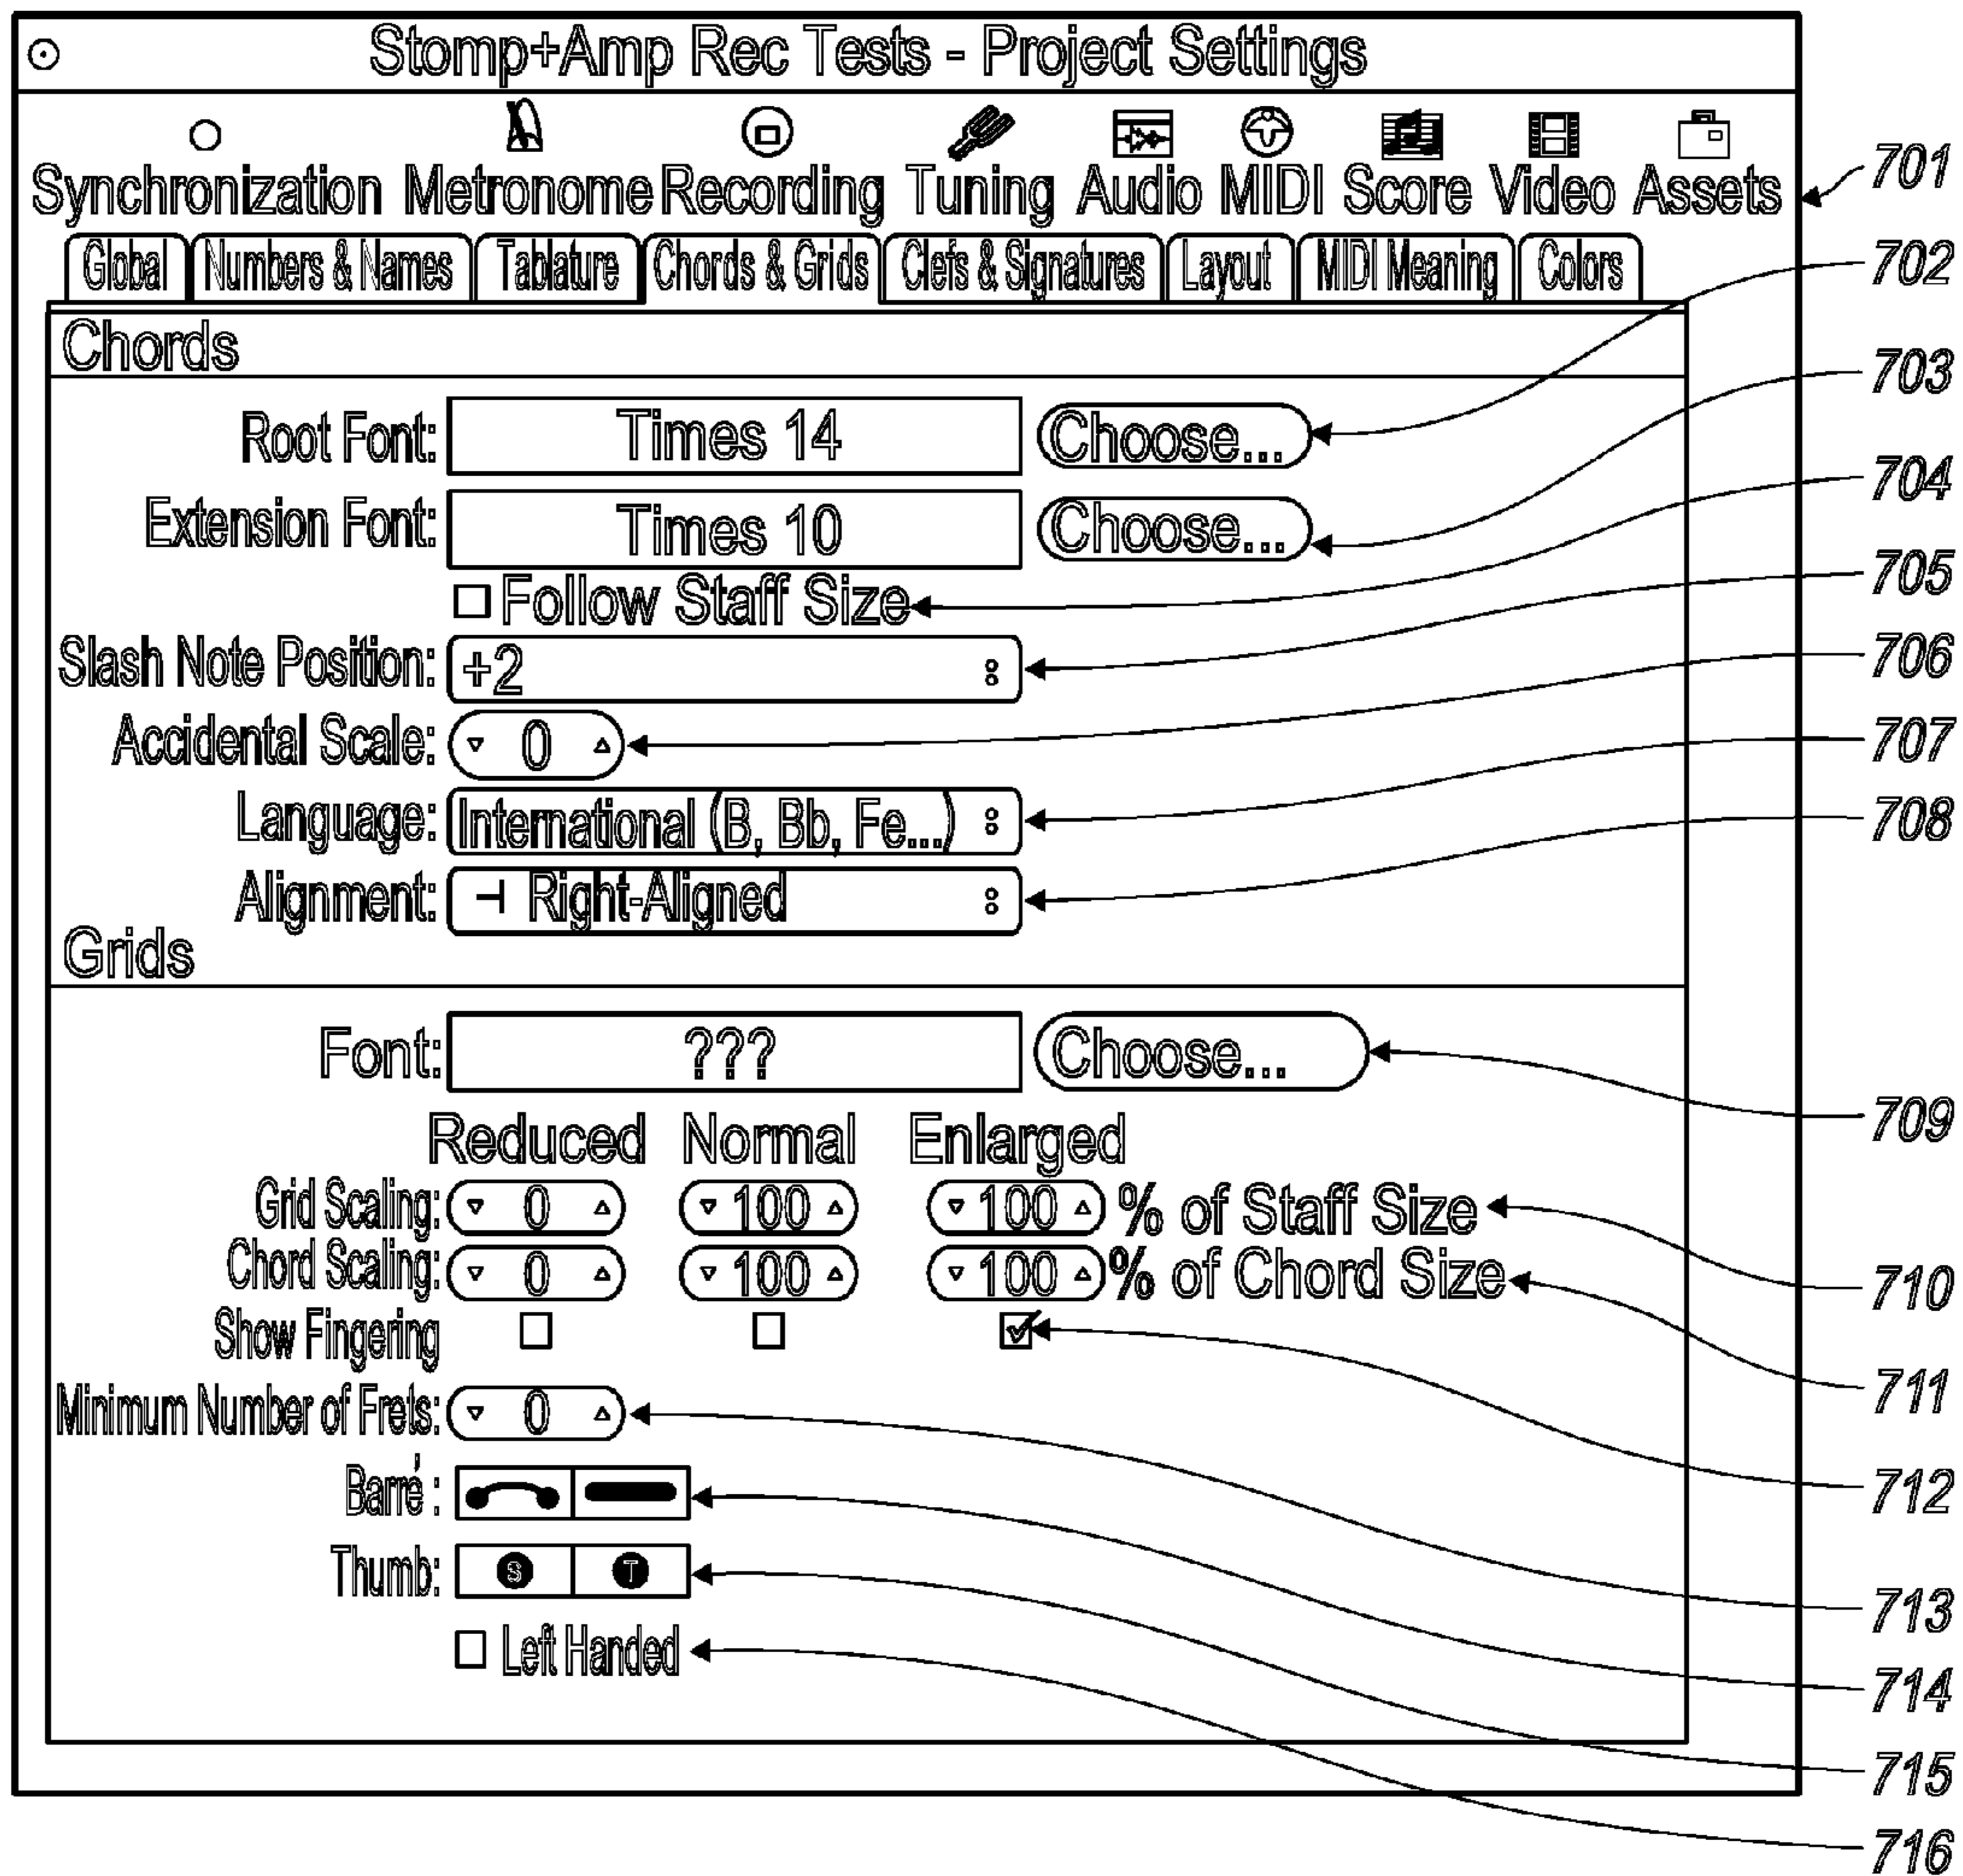 Stomp+Amp Rec Tests - Project Settings
Synchronization Metronome Recording Tuning Audio MIDI Score Video Assets
701
Global Numbers & Names Tablature Chords & Grids Clefs & Signatures Layout MIDI Meaning Colors
702
Chords
703
Root Font: Times 14 Choose...
704
Extension Font: Times 10 Choose...
705
Follow Staff Size
Slash Note Position: +2
706
Accidental Scale: 0
707
Language: International (B, Bb, Fe...)
708
Alignment: Right-Aligned
Grids
Font: ??? Choose...
709
Reduced Normal Enlarged
Grid Scaling: 0 100 100 % of Staff Size
Chord Scaling: 0 100 100 % of Chord Size
710
Show Fingering
711
Minimum Number of Frets: 0
Barré :
712
Thumb: S T
713
Left Handed
714
715
716